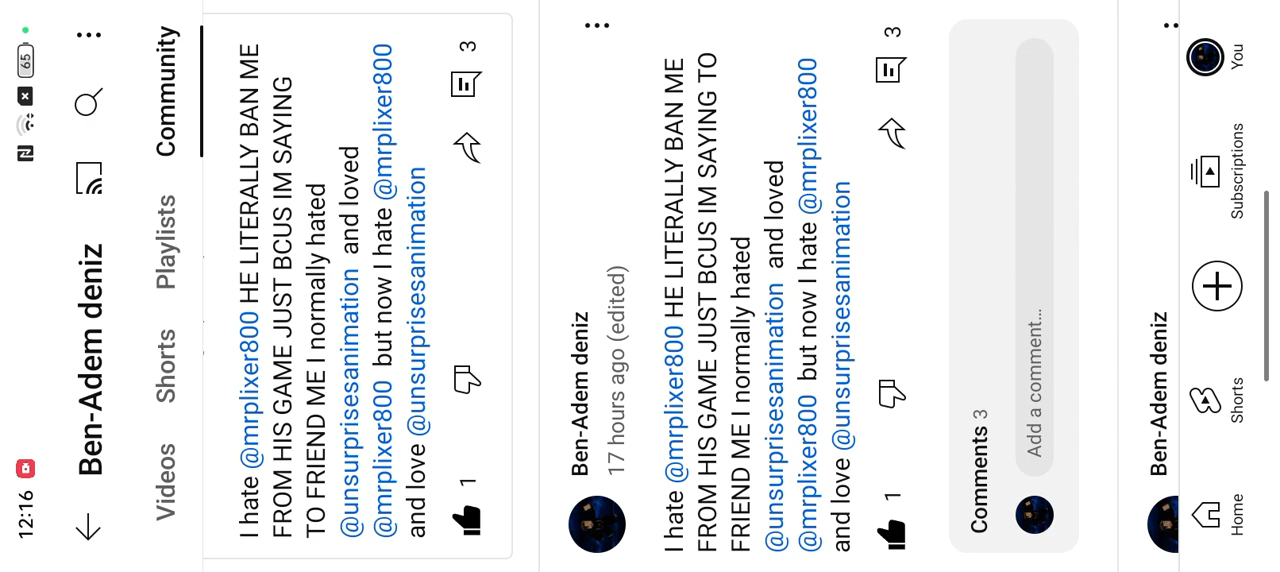 12:16
65
Ben-Adem deniz
Videos Shorts Playlists Community
I hate @mrplixer800 HE LITERALLY BAN ME
FROM HIS GAME JUST BCUS IM SAYING
TO FRIEND ME I normally hated
@unsurprisesanimation and loved
@mrplixer800 but now I hate @mrplixer800
and love @unsurprisesanimation
1
3
Ben-Adem deniz
17 hours ago (edited)
I hate @mrplixer800 HE LITERALLY BAN ME
FROM HIS GAME JUST BCUS IM SAYING TO
FRIEND ME I normally hated
@unsurprisesanimation and loved
@mrplixer800 but now I hate @mrplixer800
and love @unsurprisesanimation
1
3
Comments 3
Add a comment...
Ben-Adem deniz
Home Shorts Subscriptions You